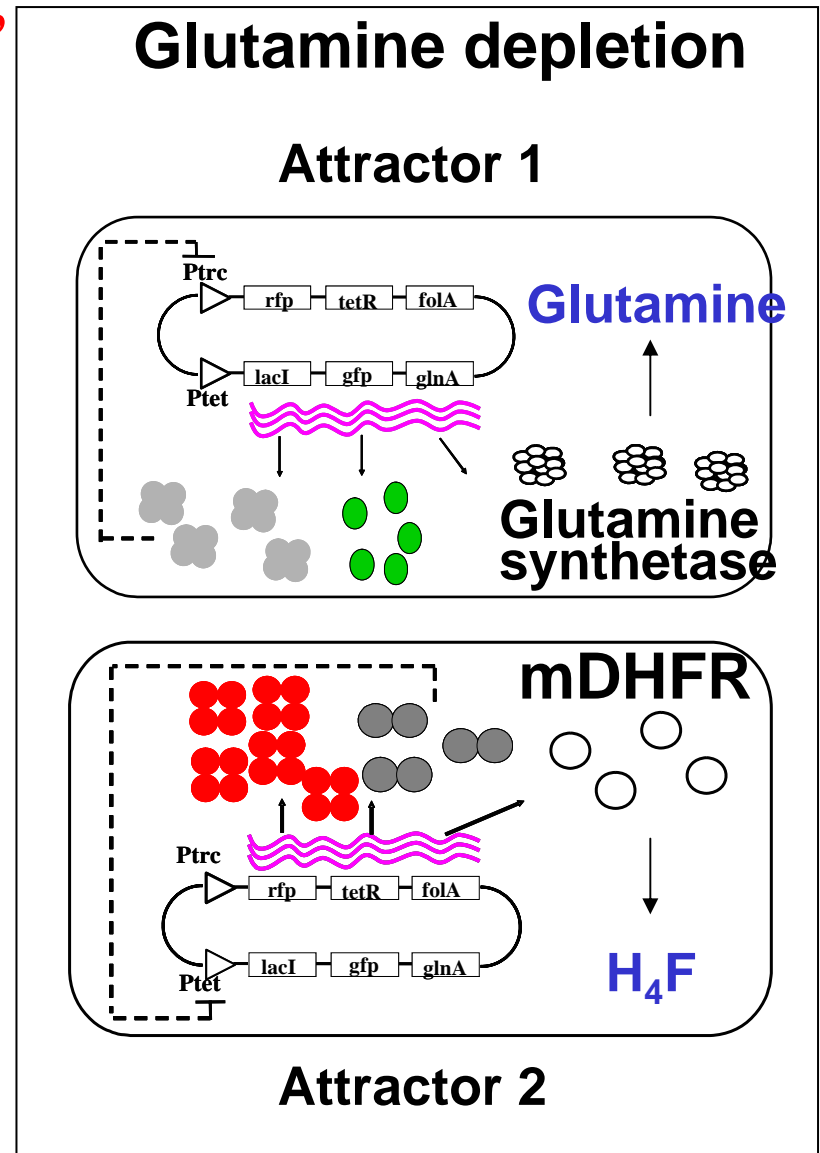 Glutamine depletion
Attractor 1
Ptrc
rfp tetR folA
Glutamine
lacI gfp glnA
Ptet
Glutamine
synthetase
mDHFR
Ptrc
rfp tetR folA
lacI gfp glnA
Ptet
H₄F
Attractor 2